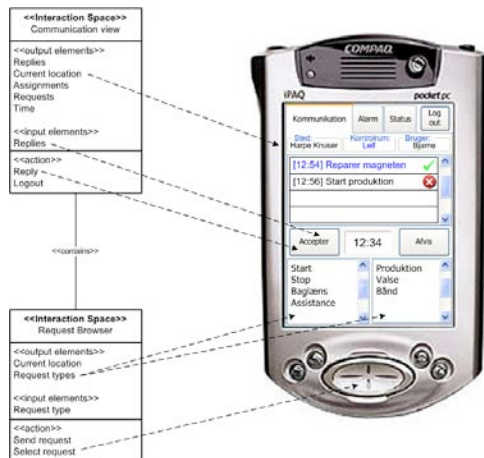 <<Interaction Space>>
Communication view
<<output elements>>
Replies
Current location
Assignments
Requests
Time
<<input elements>>
Replies
<<action>>
Reply
Logout
<<contains>>
<<Interaction Space>>
Request Browser
<<output elements>>
Current location
Request types
<<input elements>>
Request type
<<action>>
Send request
Select request
COMPAQ
iPAQ
pocket pc
Kommunikation Alarm Status Log out
Sted: Kontrolrum: Bruger:
Harpe Knuser Leif Bjarne
[12:54] Reparer magneten
[12:56] Start produktion
Accepter 12:34 Afvis
Start
Stop
Baglæns
Assistance
Produktion
Valse
Bånd